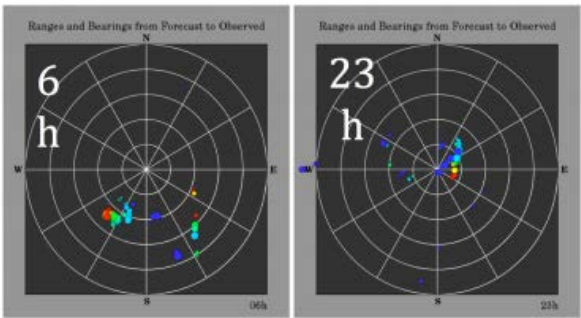 Ranges and Bearings from Forecast to Observed
N
6
h
W
E
S
06h
Ranges and Bearings from Forecast to Observed
N
23
h
W
E
S
23h